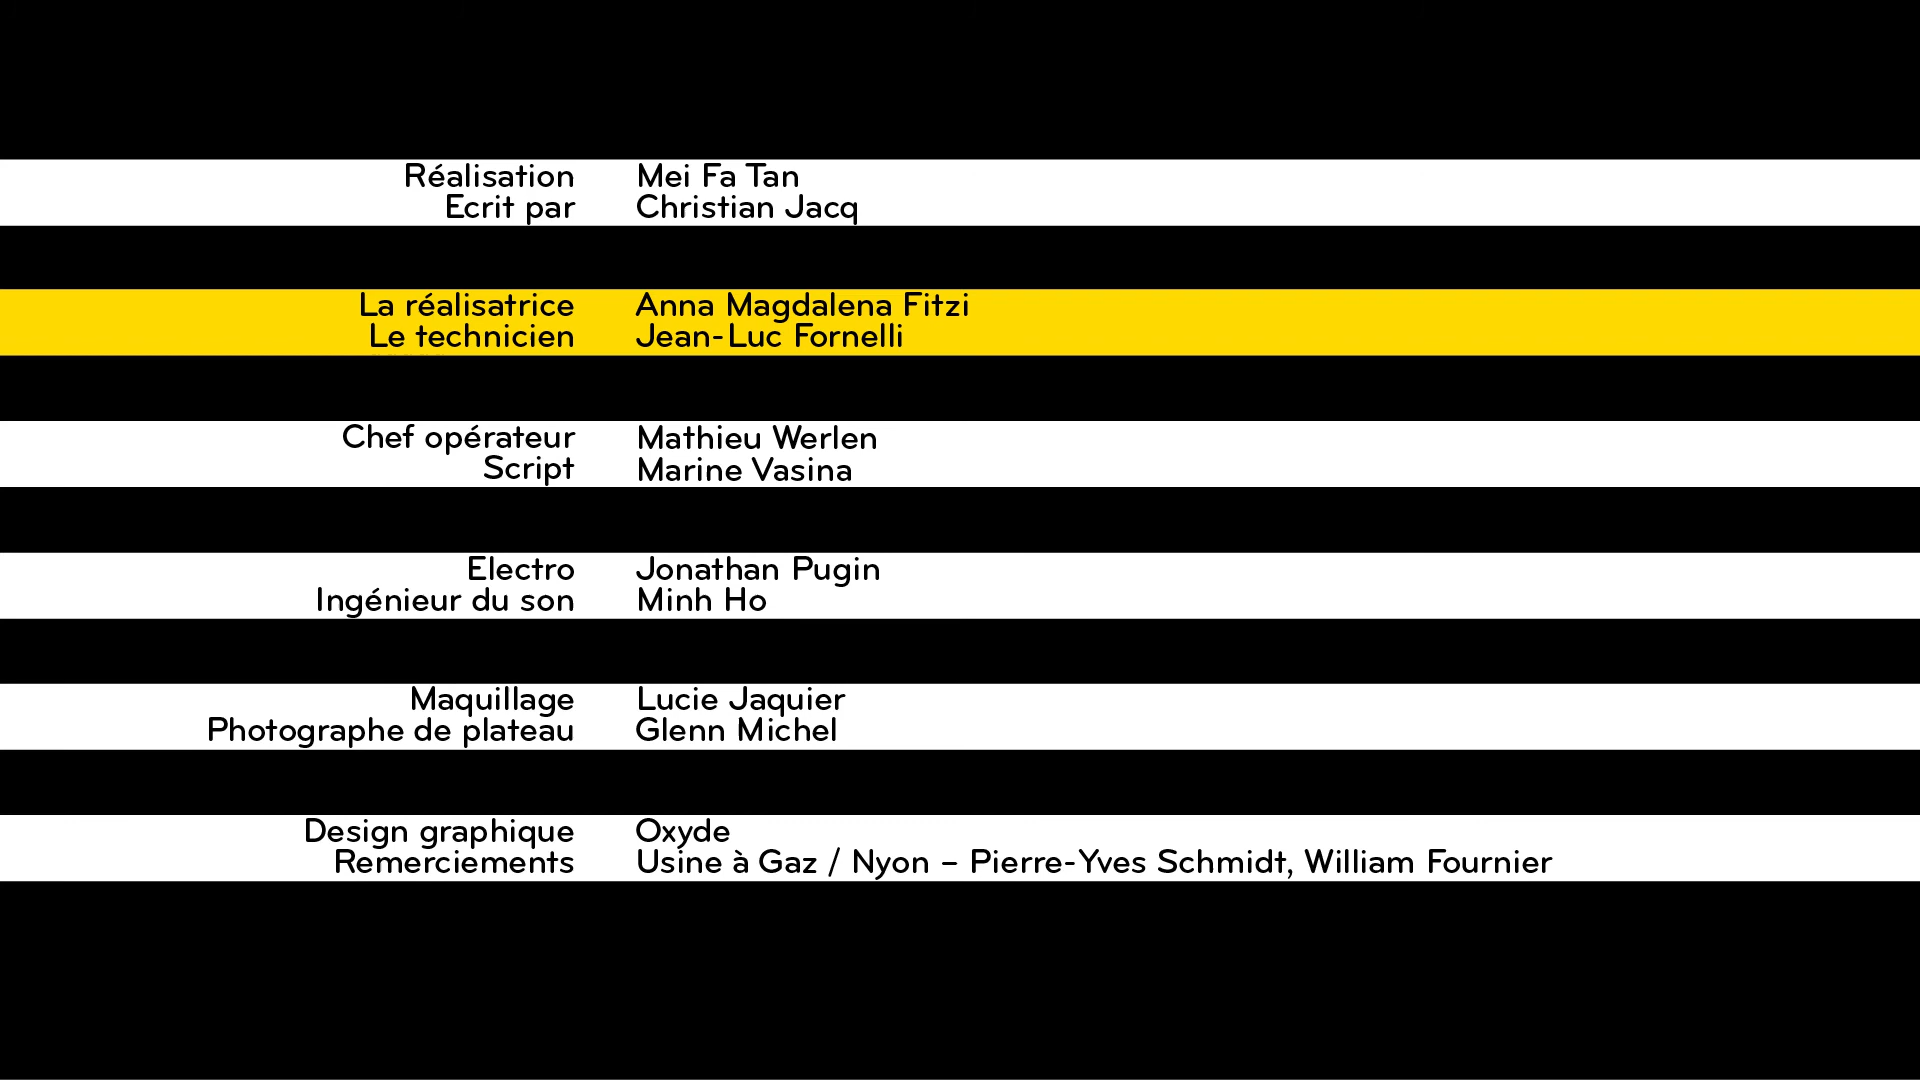 Réalisation Mei Fa Tan
Ecrit par Christian Jacq
La réalisatrice Anna Magdalena Fitzi
Le technicien Jean-Luc Fornelli
Chef opérateur Mathieu Werlen
Script Marine Vasina
Electro Jonathan Pugin
Ingénieur du son Minh Ho
Maquillage Lucie Jaquier
Photographe de plateau Glenn Michel
Design graphique Oxyde
Remerciements Usine à Gaz / Nyon – Pierre-Yves Schmidt, William Fournier